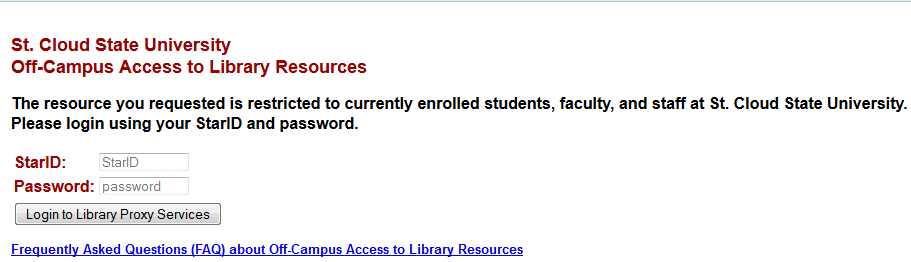 St. Cloud State University
Off-Campus Access to Library Resources
The resource you requested is restricted to currently enrolled students, faculty, and staff at St. Cloud State University.
Please login using your StarID and password.
StarID: StarID
Password: password
Login to Library Proxy Services
Frequently Asked Questions (FAQ) about Off-Campus Access to Library Resources